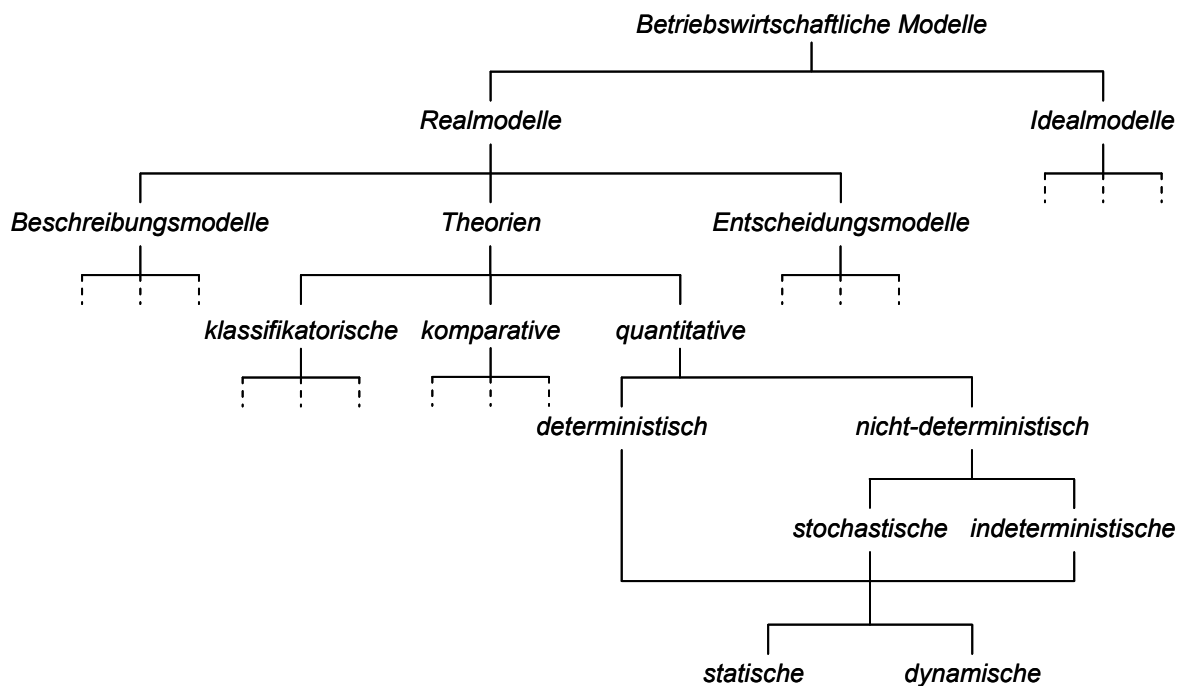 Betriebswirtschaftliche Modelle
Realmodelle Idealmodelle
Beschreibungsmodelle Theorien Entscheidungsmodelle
klassifikatorische komparative quantitative
deterministisch nicht-deterministisch
stochastische indeterministische
statische dynamische